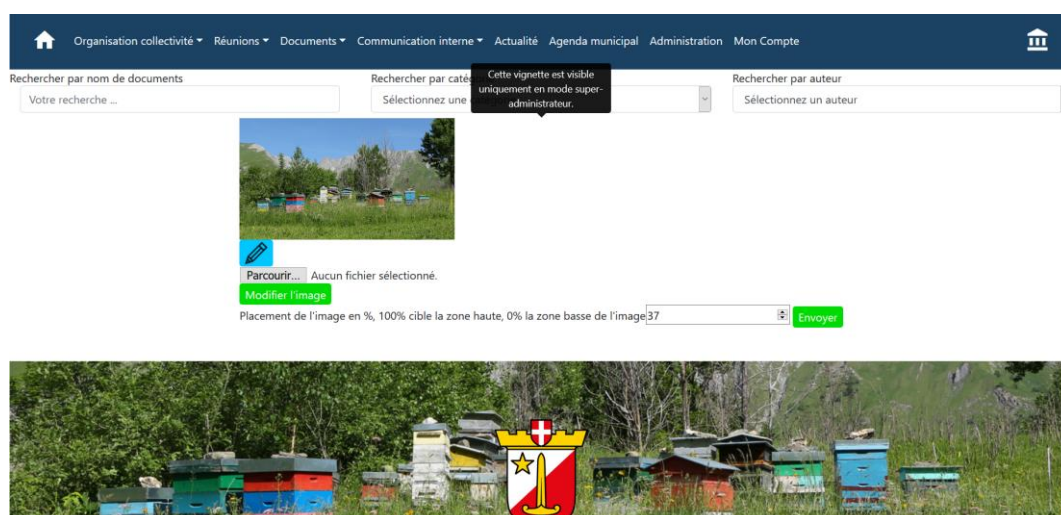 Organisation collectivité Réunions Documents Communication interne Actualité Agenda municipal Administration Mon Compte
Rechercher par nom de documents
Votre recherche ...
Rechercher par caté
Sélectionnez une
Cette vignette est visible
uniquement en mode super-
administrateur.
Rechercher par auteur
Sélectionnez un auteur
Parcourir... Aucun fichier sélectionné.
Modifier l'image
Placement de l'image en %, 100% cible la zone haute, 0% la zone basse de l'image 37 Envoyer